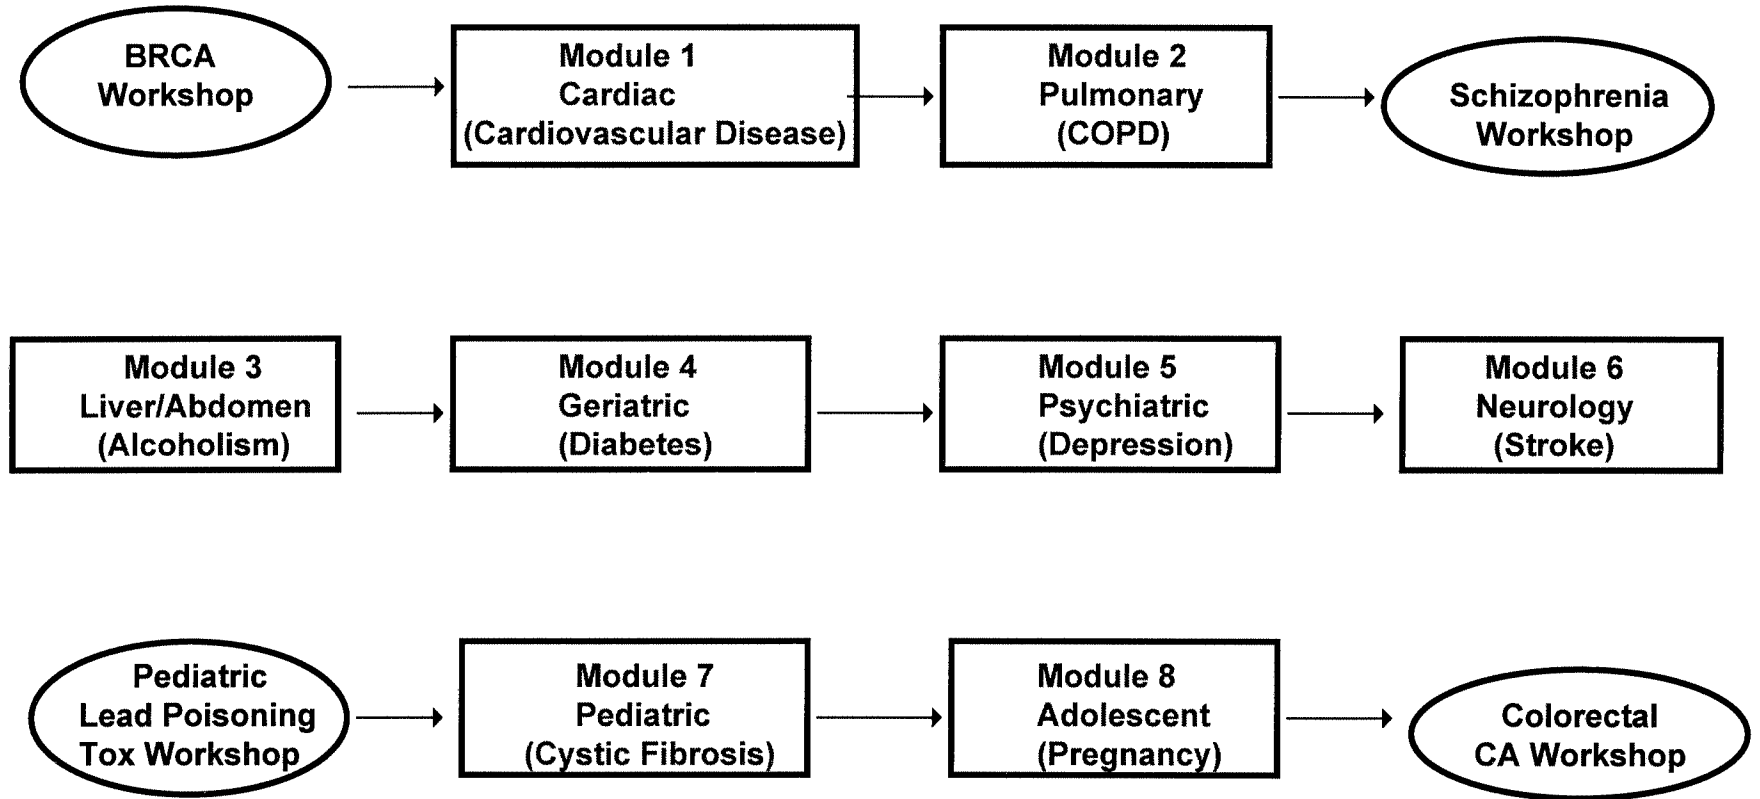 BRCA
Workshop
Module 1
Cardiac
(Cardiovascular Disease)
Module 2
Pulmonary
(COPD)
Schizophrenia
Workshop
Module 3
Liver/Abdomen
(Alcoholism)
Module 4
Geriatric
(Diabetes)
Module 5
Psychiatric
(Depression)
Module 6
Neurology
(Stroke)
Pediatric
Lead Poisoning
Tox Workshop
Module 7
Pediatric
(Cystic Fibrosis)
Module 8
Adolescent
(Pregnancy)
Colorectal
CA Workshop